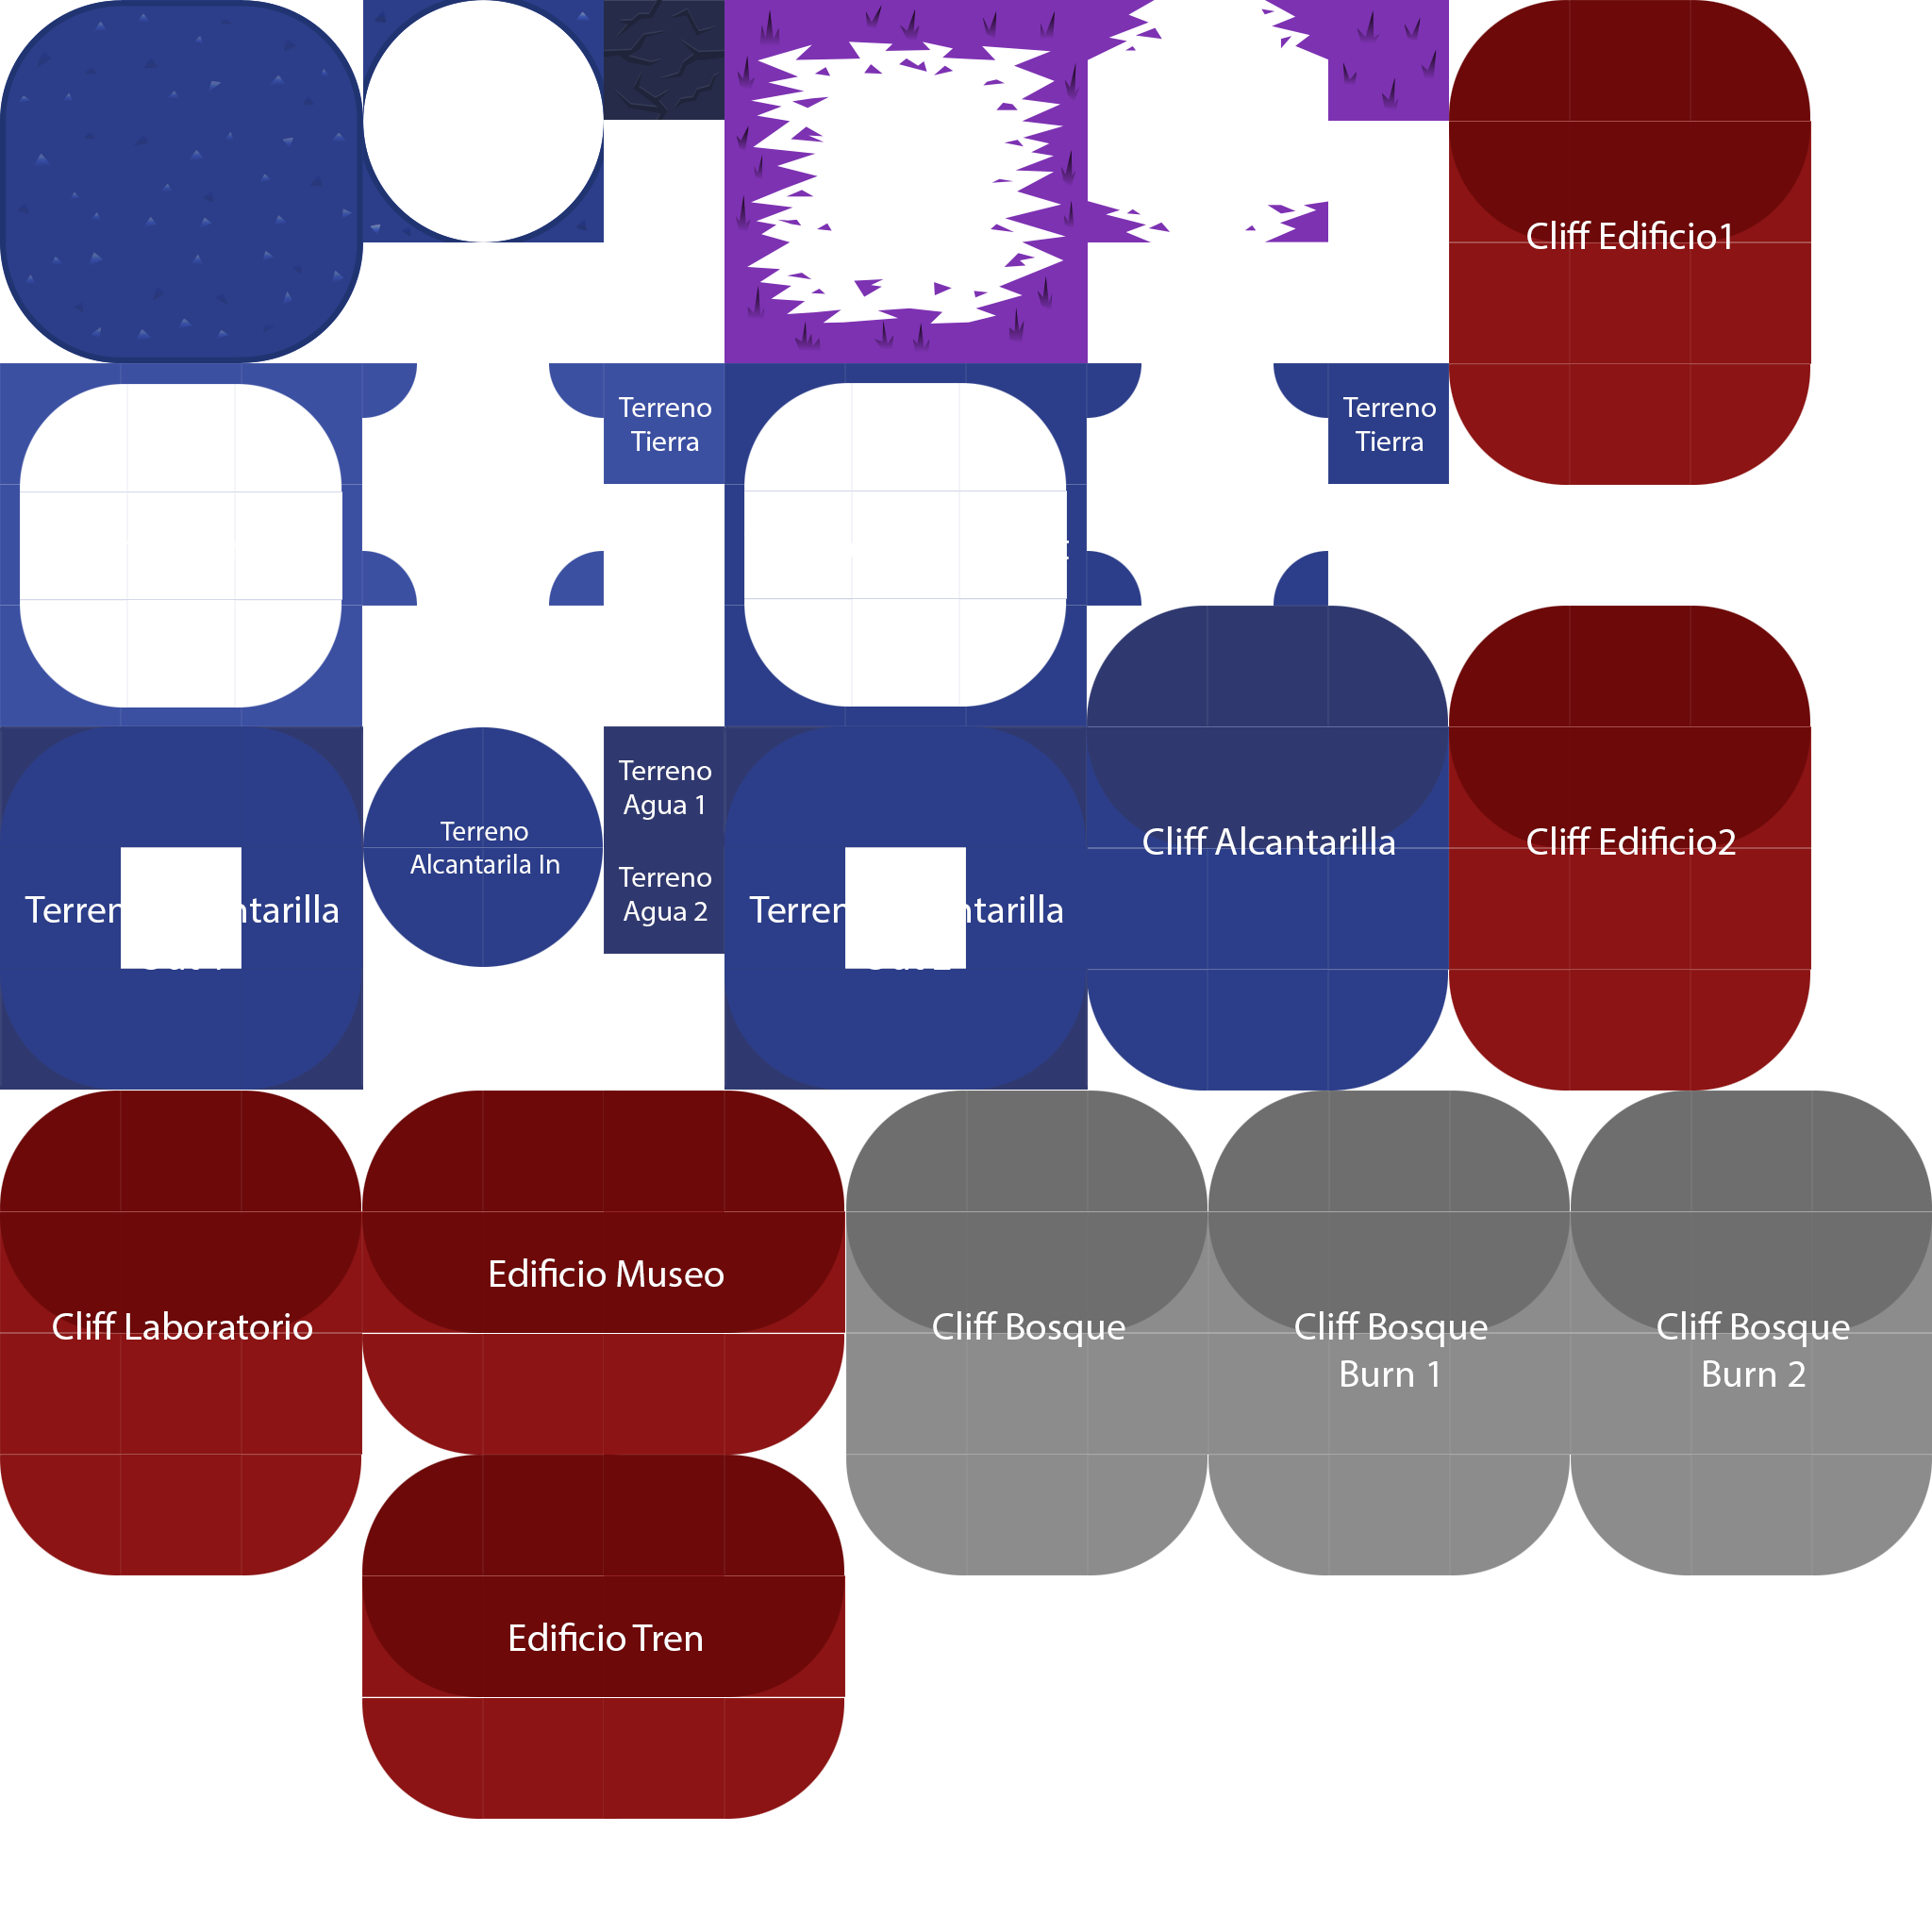 Cliff Edificio1
Terreno
Tierra
Terreno
Tierra
Terreno
Agua 1
Terreno
Agua 2
Terreno
Alcantarila In
Cliff Alcantarilla
Cliff Edificio2
Edificio Museo
Cliff Laboratorio
Cliff Bosque
Cliff Bosque
Burn 1
Cliff Bosque
Burn 2
Edificio Tren